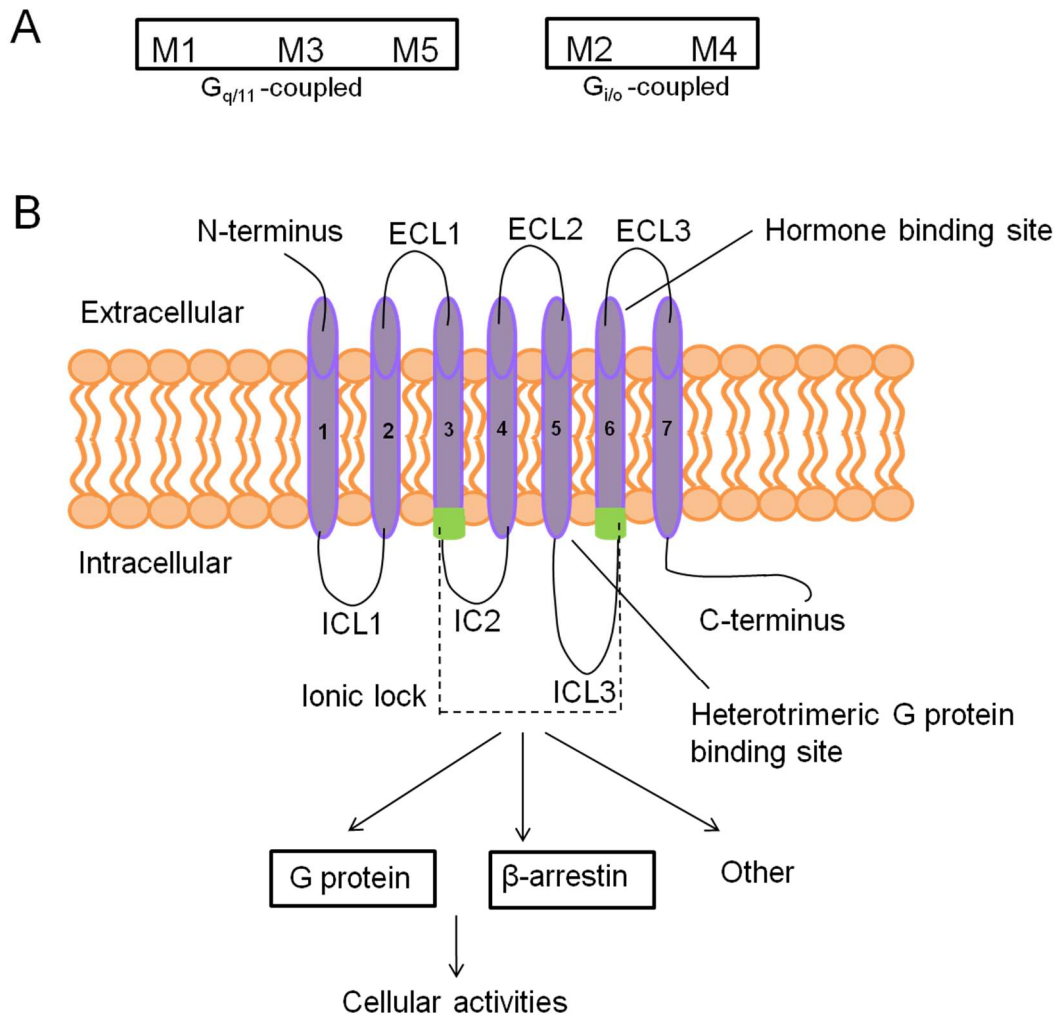 A
M1 M3 M5
M2 M4
Gq/11 -coupled
Gi/o -coupled
B
N-terminus
ECL1
ECL2
ECL3
Hormone binding site
Extracellular
1 2 3 4 5 6 7
Intracellular
ICL1
IC2
C-terminus
Ionic lock
ICL3
Heterotrimeric G protein
binding site
G protein
β-arrestin
Other
Cellular activities